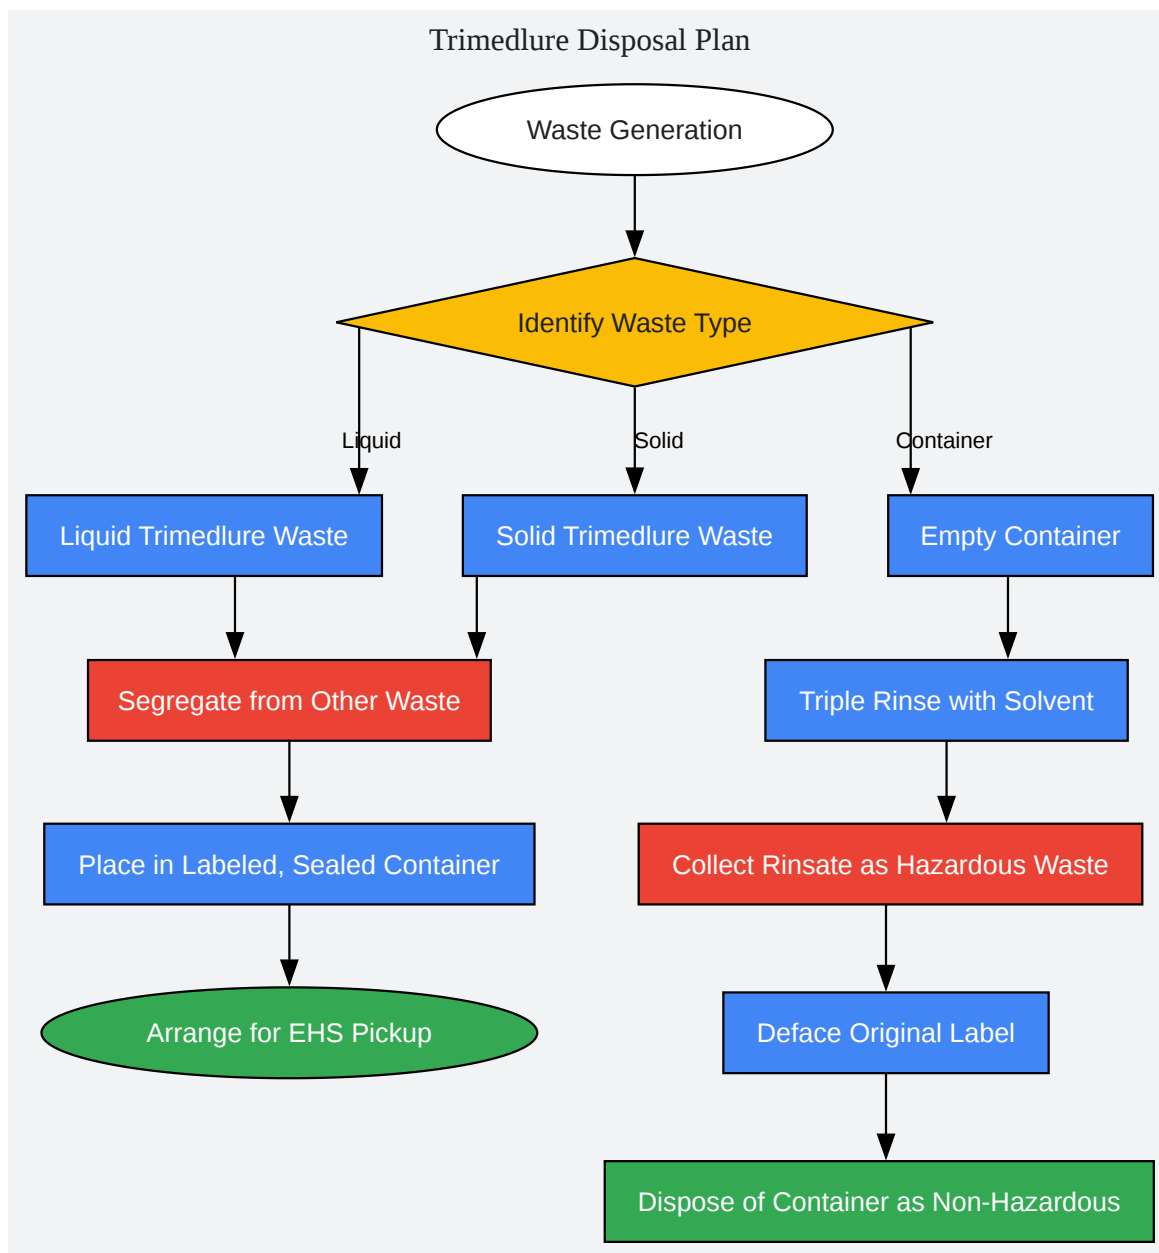 Trimedlure Disposal Plan
Waste Generation
Identify Waste Type
Liquid
Solid
Container
Liquid Trimedlure Waste
Solid Trimedlure Waste
Empty Container
Segregate from Other Waste
Triple Rinse with Solvent
Place in Labeled, Sealed Container
Collect Rinsate as Hazardous Waste
Arrange for EHS Pickup
Deface Original Label
Dispose of Container as Non-Hazardous